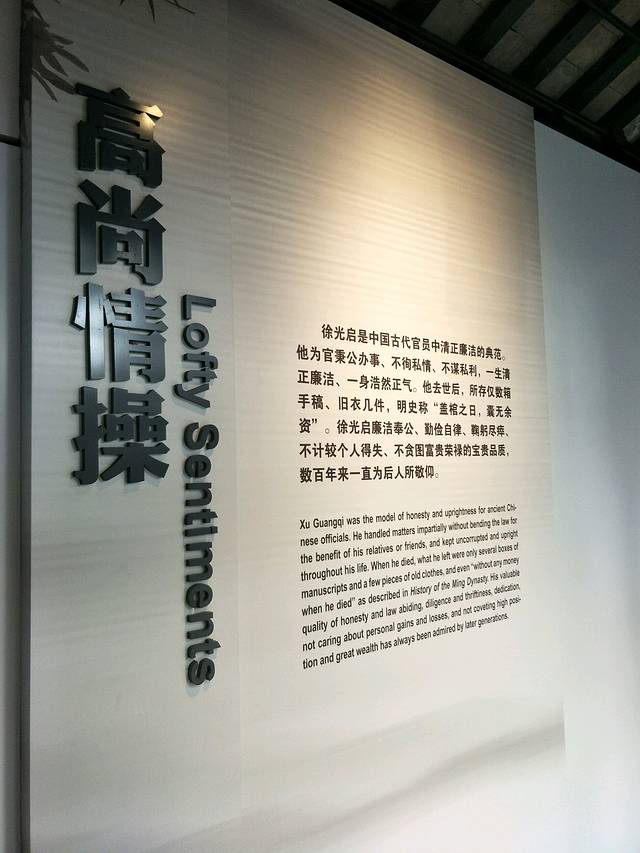 高尚情操
Lofty Sentiments
徐光启是中国古代官员中清正廉洁的典范。
他为官秉公办事、不徇私情、不谋私利，一生清
正廉洁、一身浩然正气。他去世后，所存仅数箱
手稿、旧衣几件，明史称“盖棺之日，囊无余
资”。徐光启廉洁奉公、勤俭自律、鞠躬尽瘁、
不计较个人得失、不贪图富贵荣禄的宝贵品质，
数百年来一直为后人所敬仰。
Xu Guangqi was the model of honesty and uprightness for ancient Chi-
nese officials. He handled matters impartially without bending the law for
the benefit of his relatives or friends, and kept uncorrupted and upright
throughout his life. When he died, what he left were only several boxes of
manuscripts and a few pieces of old clothes, and even “without any money
when he died” as described in History of the Ming Dynasty. His valuable
quality of honesty and law abiding, diligence and thriftiness, dedication,
not caring about personal gains and losses, and not coveting high posi-
tion and great wealth has always been admired by later generations.